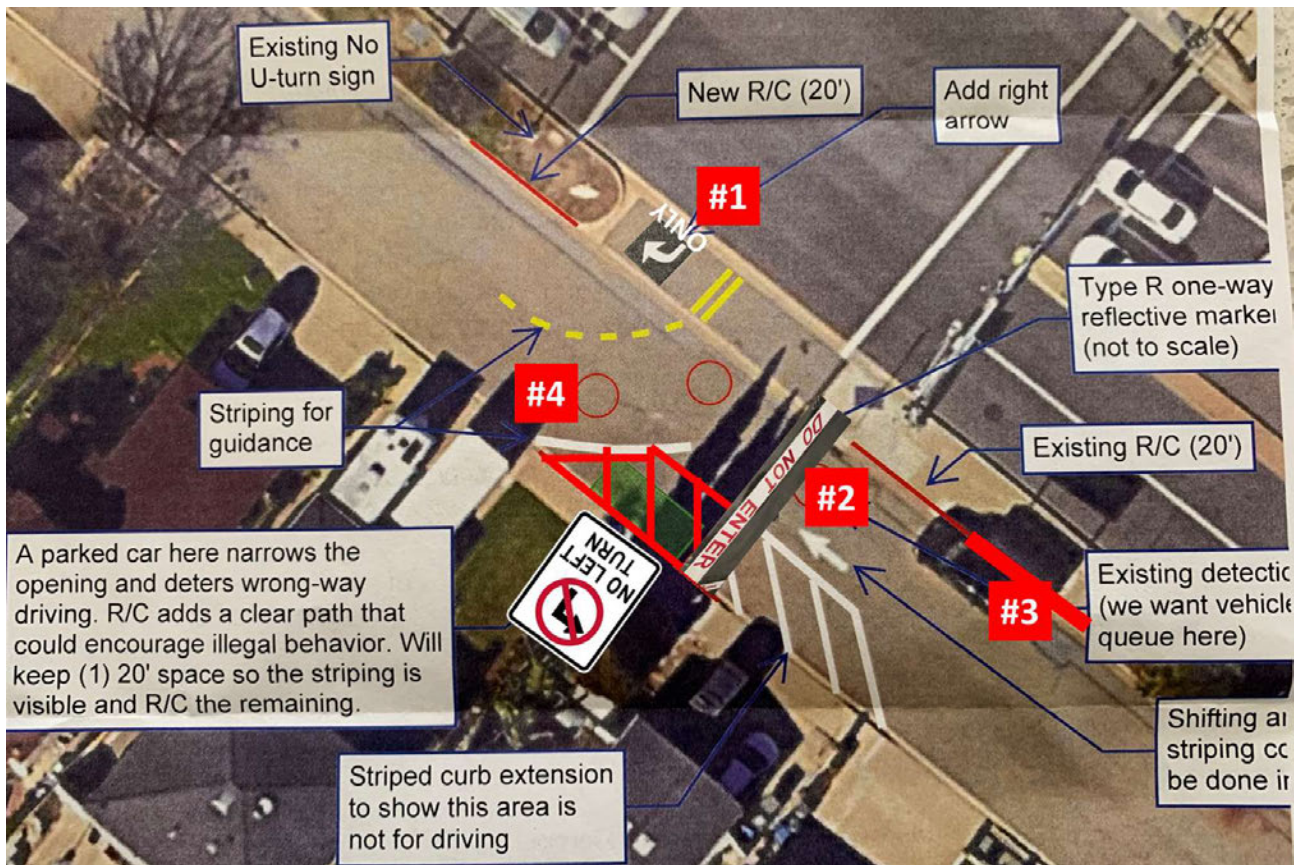 Existing No
U-turn sign
New R/C (20')
Add right
arrow
#1
ONLY
Type R one-way
reflective marker
(not to scale)
#4
Striping for
guidance
DO NOT ENTER
#2
Existing R/C (20')
A parked car here narrows the
opening and deters wrong-way
driving. R/C adds a clear path that
could encourage illegal behavior. Will
keep (1) 20' space so the striping is
visible and R/C the remaining.
NO LEFT
TURN
#3
Existing
(we want vehicle
queue here)
Striped curb extension
to show this area is
not for driving
Shifting
striping
be done